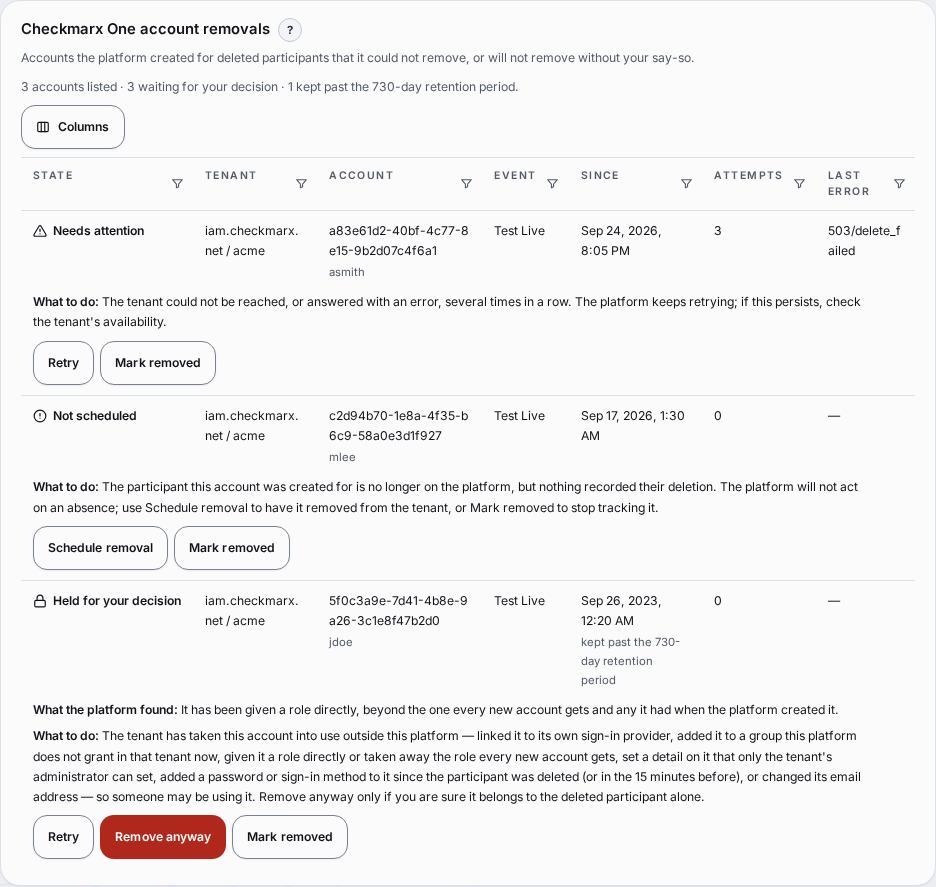 Checkmarx One account removals ?
Accounts the platform created for deleted participants that it could not remove, or will not remove without your say-so.
3 accounts listed · 3 waiting for your decision · 1 kept past the 730-day retention period.
Columns
STATE TENANT ACCOUNT EVENT SINCE ATTEMPTS LAST
ERROR
Needs attention iam.checkmarx. a83e61d2-40bf-4c77-8 Test Live Sep 24, 2026, 3 503/delete_f
net / acme e15-9b2d07c4f6a1 8:05 PM ailed
asmith
What to do: The tenant could not be reached, or answered with an error, several times in a row. The platform keeps retrying; if this persists, check
the tenant's availability.
Retry Mark removed
Not scheduled iam.checkmarx. c2d94b70-1e8a-4f35-b Test Live Sep 17, 2026, 1:30 0 —
net / acme 6c9-58a0e3d1f927 AM
mlee
What to do: The participant this account was created for is no longer on the platform, but nothing recorded their deletion. The platform will not act
on an absence; use Schedule removal to have it removed from the tenant, or Mark removed to stop tracking it.
Schedule removal Mark removed
Held for your decision iam.checkmarx. 5f0c3a9e-7d41-4b8e-9 Test Live Sep 26, 2023, 0 —
net / acme a26-3c1e8f47b2d0 12:20 AM
jdoe kept past the 730-
day retention
period
What the platform found: It has been given a role directly, beyond the one every new account gets and any it had when the platform created it.
What to do: The tenant has taken this account into use outside this platform — linked it to its own sign-in provider, added it to a group this platform
does not grant in that tenant now, given it a role directly or taken away the role every new account gets, set a detail on it that only the tenant's
administrator can set, added a password or sign-in method to it since the participant was deleted (or in the 15 minutes before), or changed its email
address — so someone may be using it. Remove anyway only if you are sure it belongs to the deleted participant alone.
Retry Remove anyway Mark removed